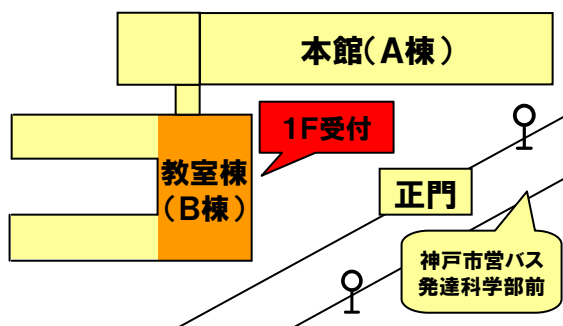 本館(A棟)
1F受付
教室棟
(B棟)
正門
神戸市営バス
発達科学部前